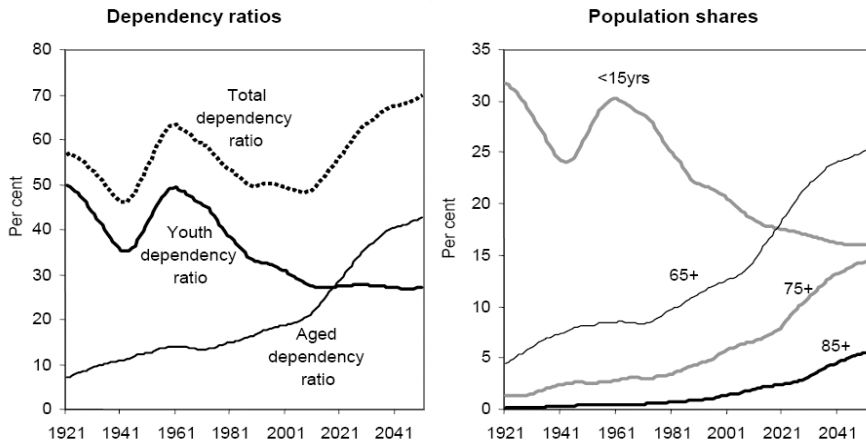 Dependency ratios
80
70
60
50
40
30
20
10
0
Per cent
Total
dependency
ratio
Youth
dependency
ratio
Aged
dependency
ratio
1921 1941 1961 1981 2001 2021 2041
Population shares
35
30
25
20
15
10
5
0
Per cent
<15yrs
65+
75+
85+
1921 1941 1961 1981 2001 2021 2041